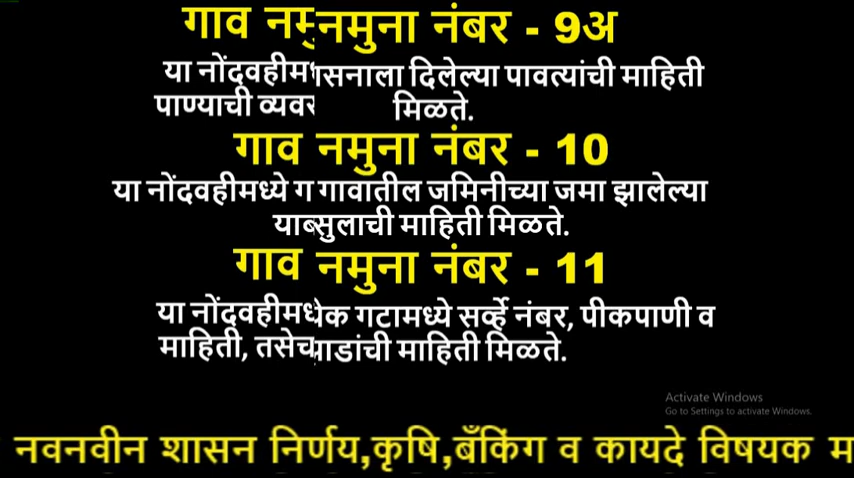 गाव नमुना नंबर - 9अ
या नोंदवहीमध सनाला दिलेल्या पावत्यांची माहिती
पाण्याची मिळते.
गाव नमुना नंबर - 10
या नोंदवहीमध्ये ग गावातील जमिनीच्या जमा झालेल्या
सुलाची माहिती मिळते.
गाव नमुना नंबर - 11
या नोंदवहीमध ेक गटामध्ये सर्व्हे नंबर, पीकपाणी व
माहिती, तसेच ाडांची माहिती मिळते.
Activate Windows
Go to Settings to activate Windows.
नवनवीन शासन निर्णय,कृषि,बँकिंग व कायदे विषयक म